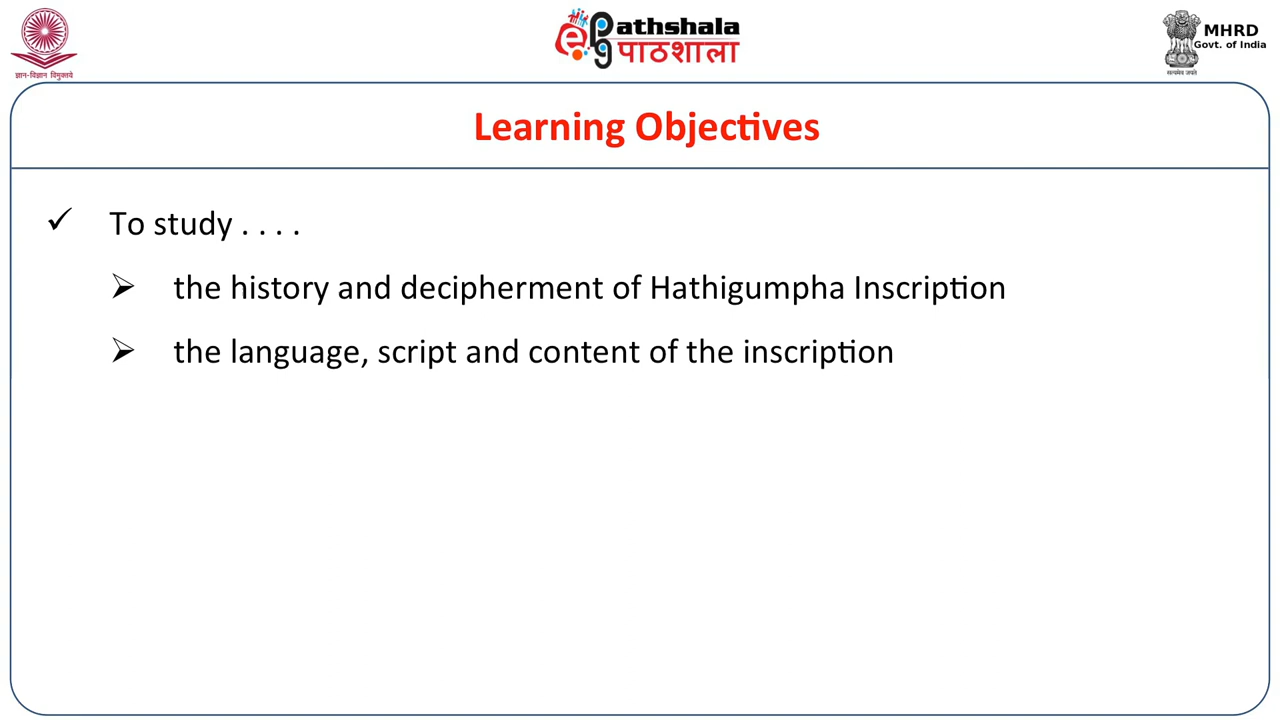 ज्ञान-विज्ञान विमुक्तये
ePathshala
पाठशाला
MHRD
Govt. of India
सत्यमेव जयते
Learning Objectives
✓ To study . . . .
➢ the history and decipherment of Hathigumpha Inscription
➢ the language, script and content of the inscription